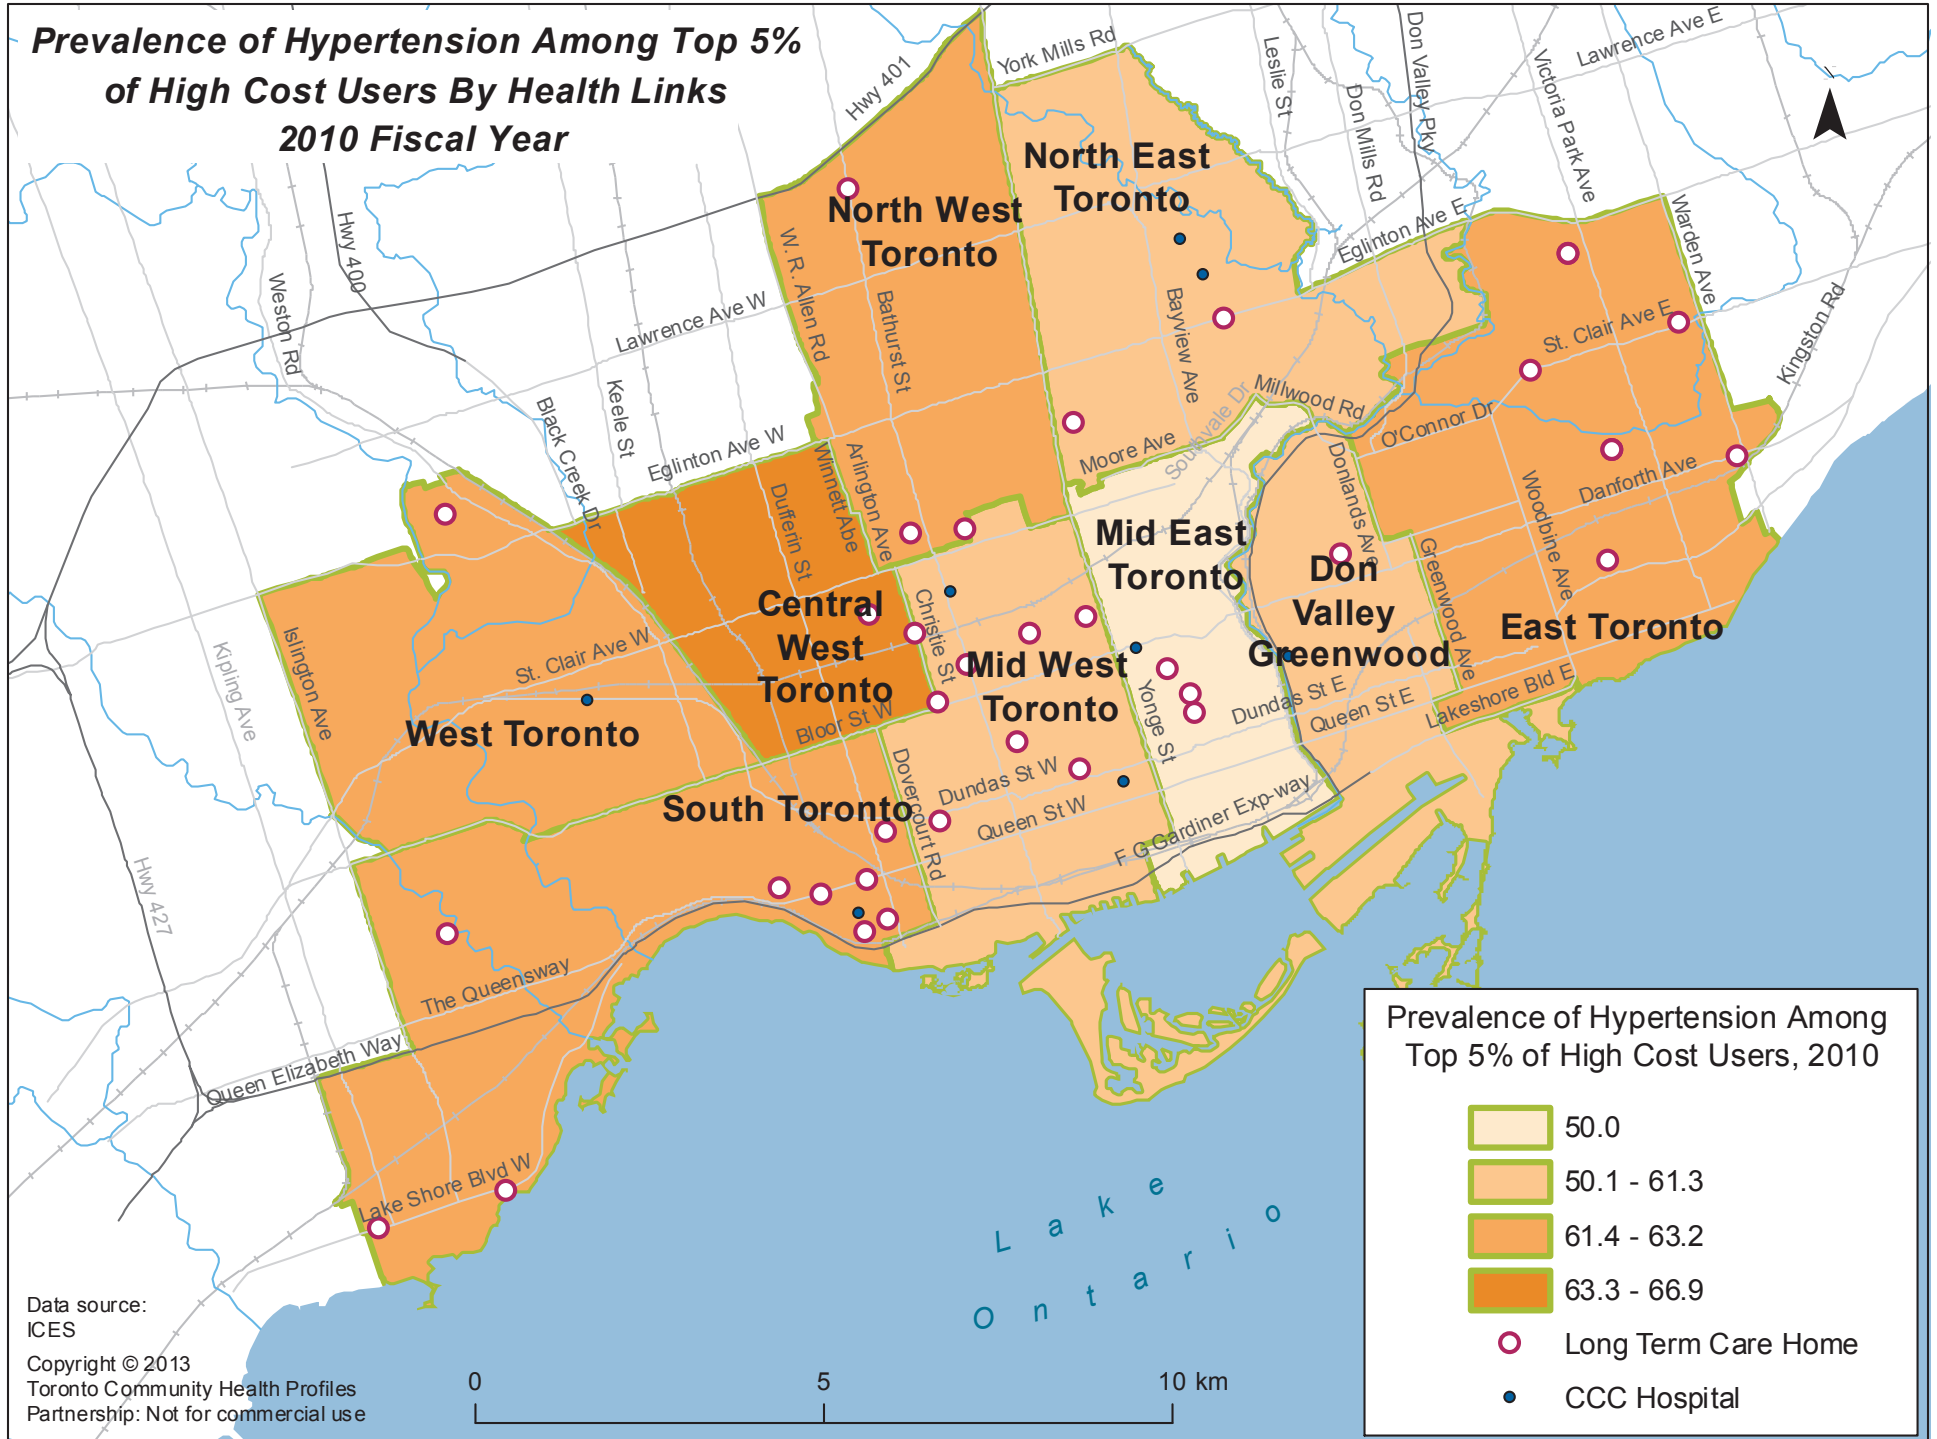 Prevalence of Hypertension Among Top 5%
of High Cost Users By Health Links
2010 Fiscal Year
York Mills Rd
Hwy 401
Leslie St
Don Mills Rd
Don Valley Pky
Victoria Park Ave
Lawrence Ave E
North East
Toronto
North West
Toronto
Hwy 400
Weston Rd
W. R. Allen Rd
Bathurst St
Bayview Ave
Eglinton Ave E
Warden Ave
Kingston Rd
Lawrence Ave W
St. Clair Ave E
Keele St
Black Creek Dr
Eglinton Ave W
Millwood Rd
Southvale Dr
Moore Ave
O'Connor Dr
Donlands Ave
Danforth Ave
Woodbine Ave
Dufferin St
Winnett Abe
Arlington Ave
Mid East
Toronto
Don
Valley
Greenwood
Greenwood Ave
East Toronto
Central
West
Toronto
Christie St
Mid West
Toronto
Islington Ave
Kipling Ave
St. Clair Ave W
West Toronto
Bloor St W
Yonge St
Dundas St E
Queen St E
Lakeshore Bld E
South Toronto
Dovercourt Rd
Dundas St W
Queen St W
F G Gardiner Exp-way
Hwy 427
The Queensway
Queen Elizabeth Way
Lake Shore Blvd W
Lake
Ontario
Prevalence of Hypertension Among
Top 5% of High Cost Users, 2010
50.0
50.1 - 61.3
61.4 - 63.2
63.3 - 66.9
Long Term Care Home
CCC Hospital
Data source:
ICES
Copyright © 2013
Toronto Community Health Profiles
Partnership: Not for commercial use
0 5 10 km